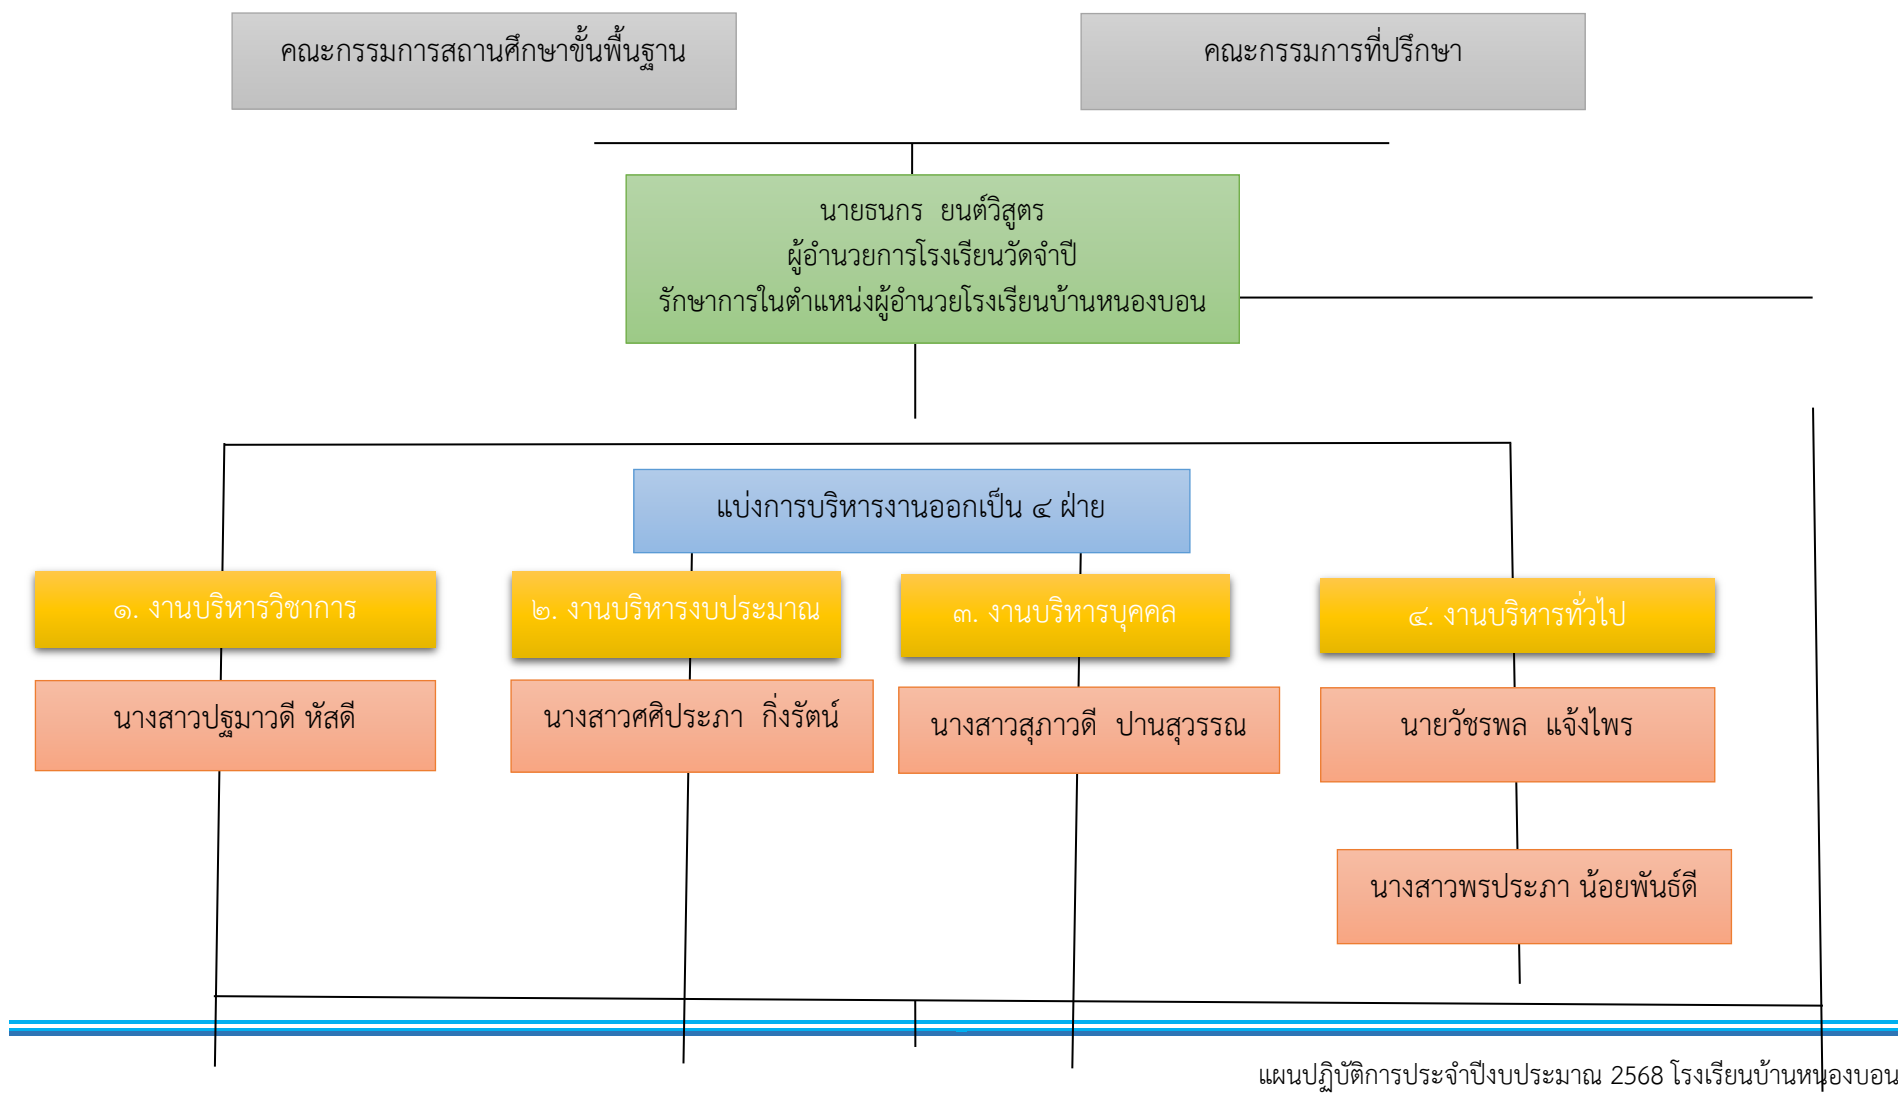 คณะกรรมการสถานศึกษาขั้นพื้นฐาน
คณะกรรมการที่ปรึกษา
นายธนกร ยนต์วิสูตร
ผู้อำนวยการโรงเรียนวัดจำปี
รักษาการในตำแหน่งผู้อำนวยโรงเรียนบ้านหนองบอน
แบ่งการบริหารงานออกเป็น ๔ ฝ่าย
๑. งานบริหารวิชาการ
๒. งานบริหารงบประมาณ
๓. งานบริหารบุคคล
๔. งานบริหารทั่วไป
นางสาวปฐมาวดี หัสดี
นางสาวศศิประภา กิ่งรัตน์
นางสาวสุภาวดี ปานสุวรรณ
นายวัชรพล แจ้งไพร
นางสาวพรประภา น้อยพันธ์ดี
แผนปฏิบัติการประจำปีงบประมาณ 2568 โรงเรียนบ้านหนองบอน